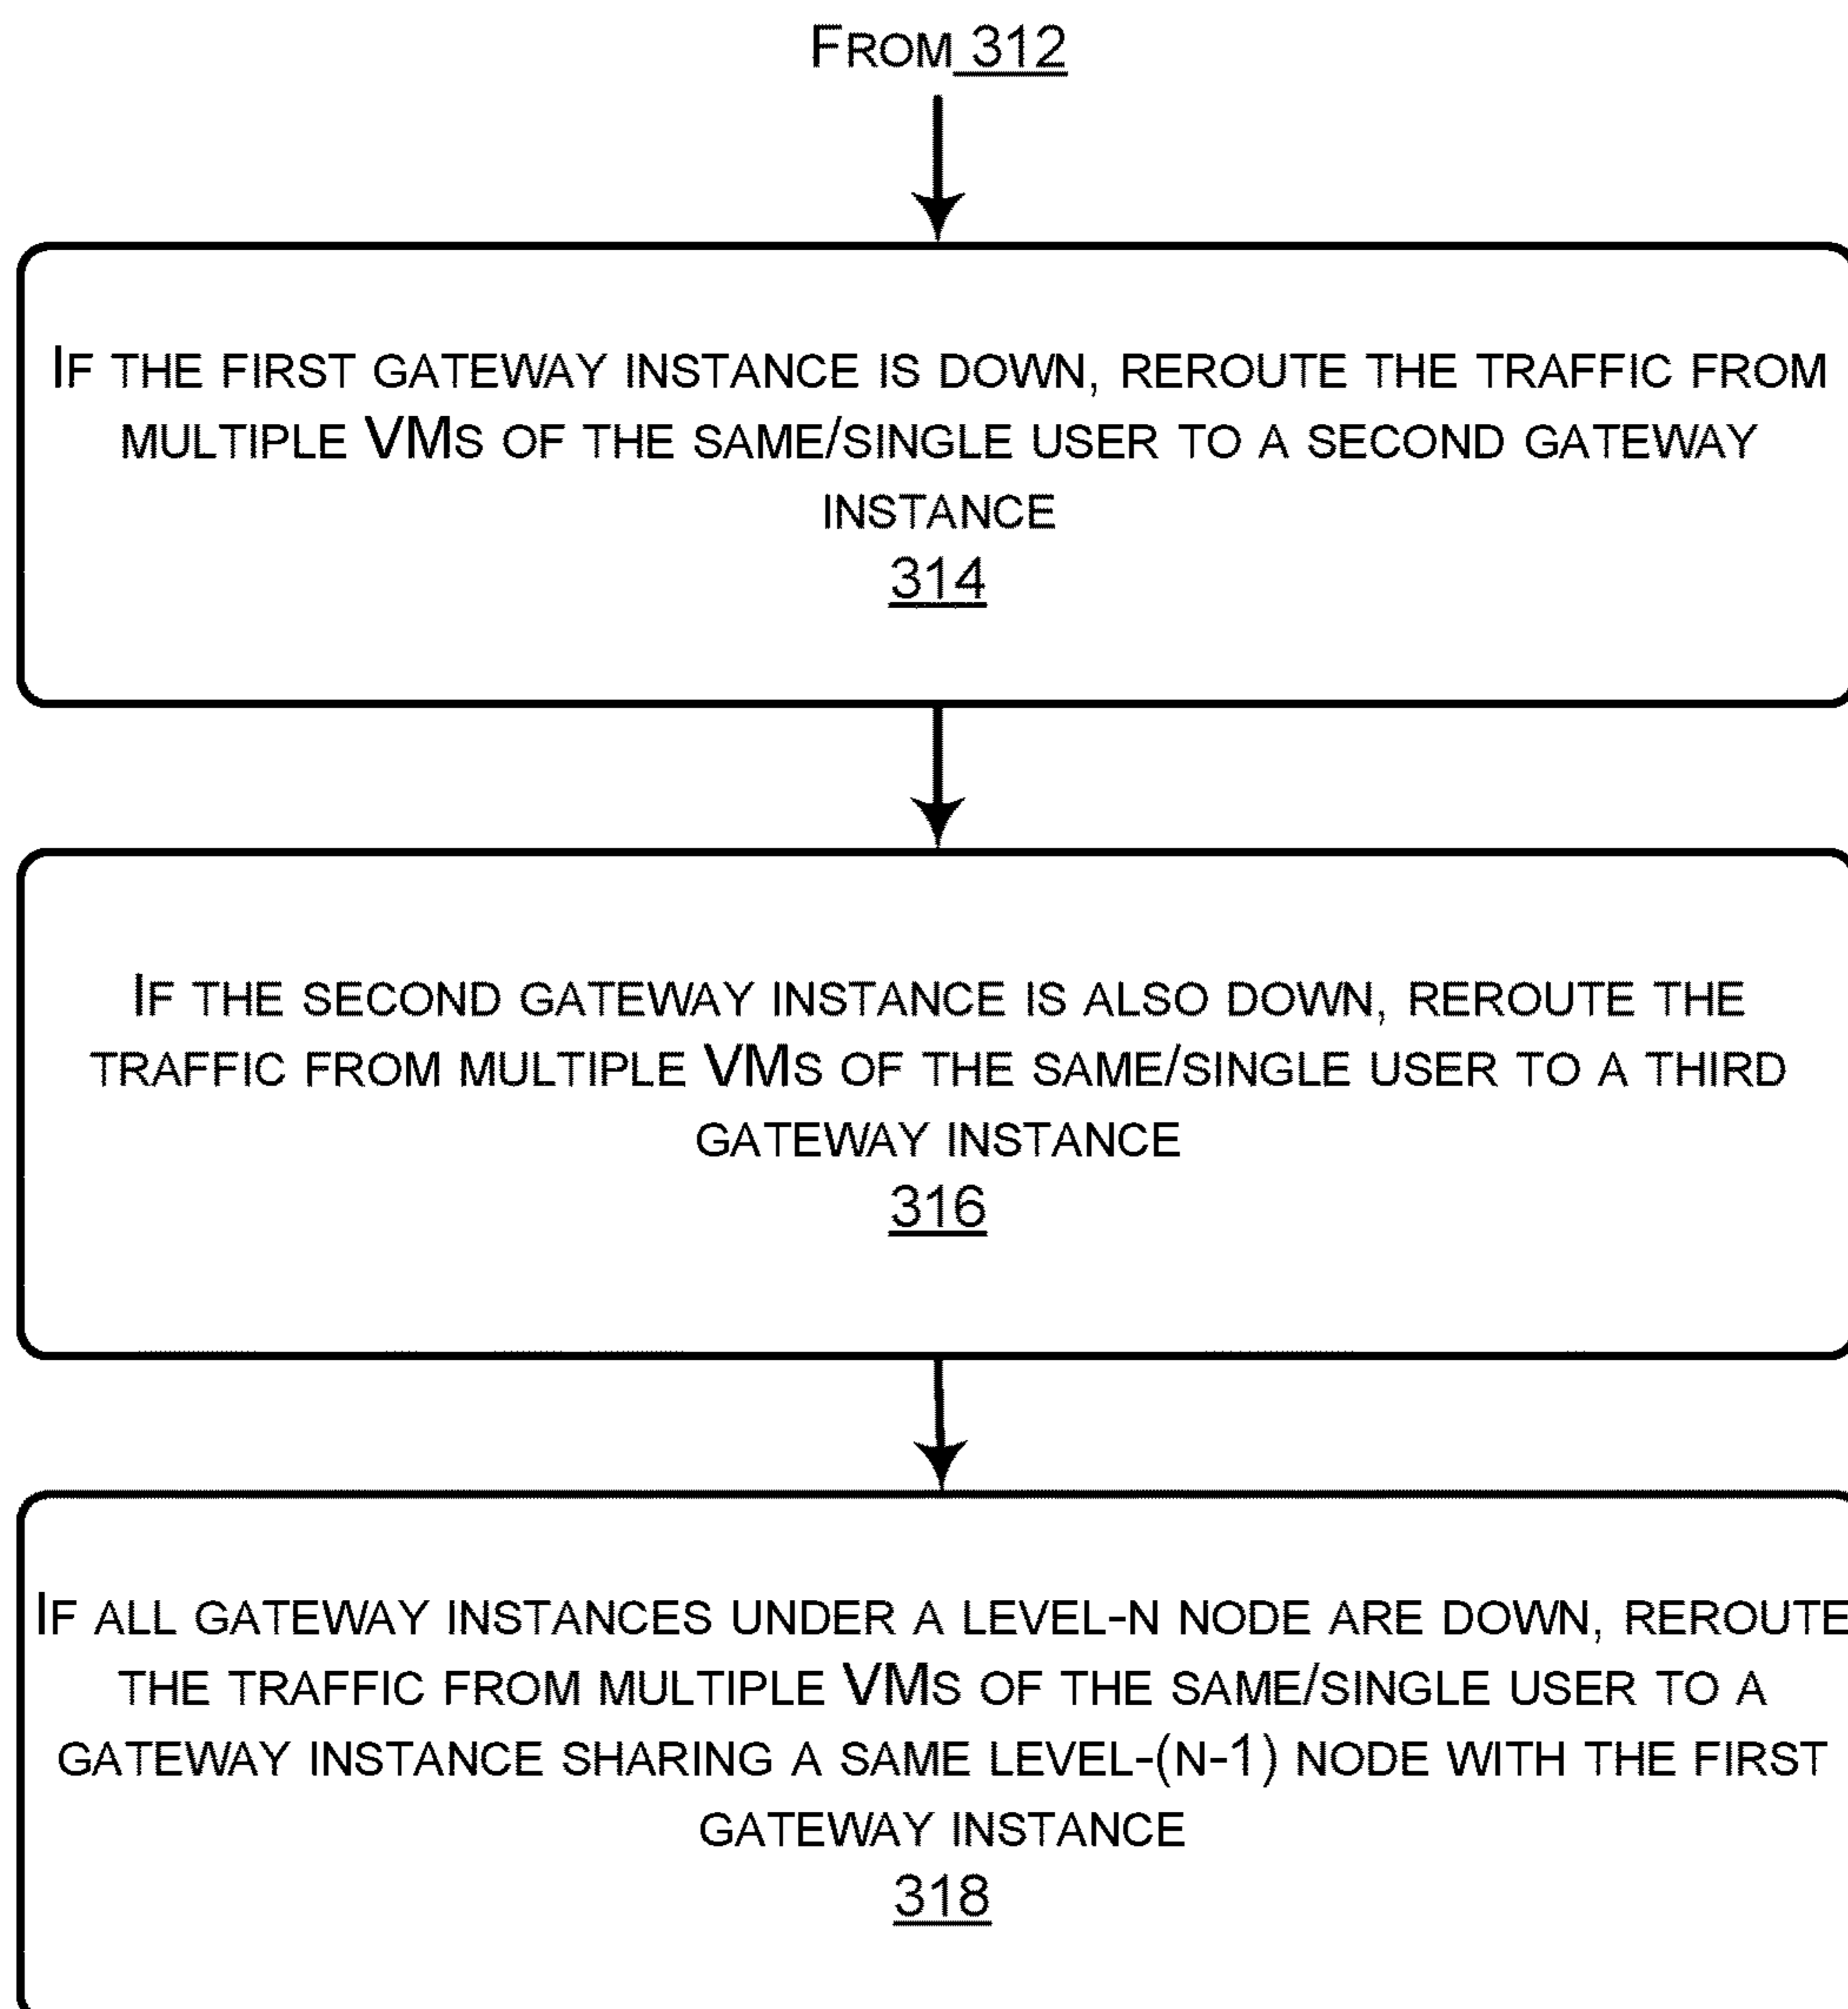 FROM 312
IF THE FIRST GATEWAY INSTANCE IS DOWN, REROUTE THE TRAFFIC FROM
MULTIPLE VMS OF THE SAME/SINGLE USER TO A SECOND GATEWAY
INSTANCE
314
IF THE SECOND GATEWAY INSTANCE IS ALSO DOWN, REROUTE THE
TRAFFIC FROM MULTIPLE VMS OF THE SAME/SINGLE USER TO A THIRD
GATEWAY INSTANCE
316
IF ALL GATEWAY INSTANCES UNDER A LEVEL-N NODE ARE DOWN, REROUTE
THE TRAFFIC FROM MULTIPLE VMS OF THE SAME/SINGLE USER TO A
GATEWAY INSTANCE SHARING A SAME LEVEL-(N-1) NODE WITH THE FIRST
GATEWAY INSTANCE
318